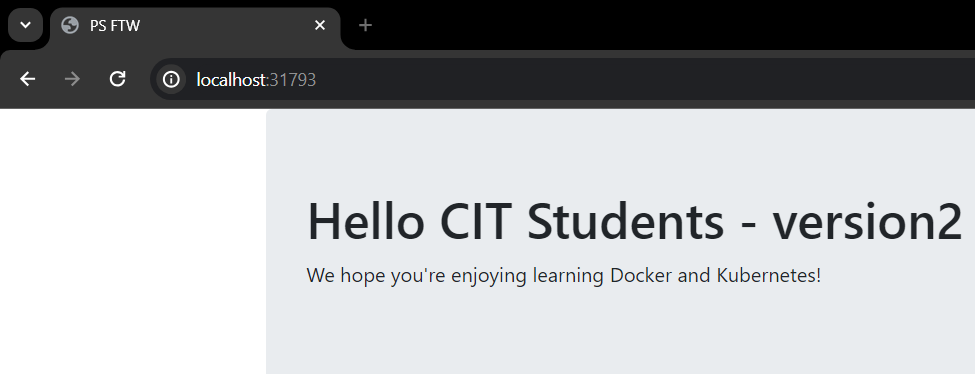 PS FTW
localhost:31793
Hello CIT Students - version2
We hope you're enjoying learning Docker and Kubernetes!